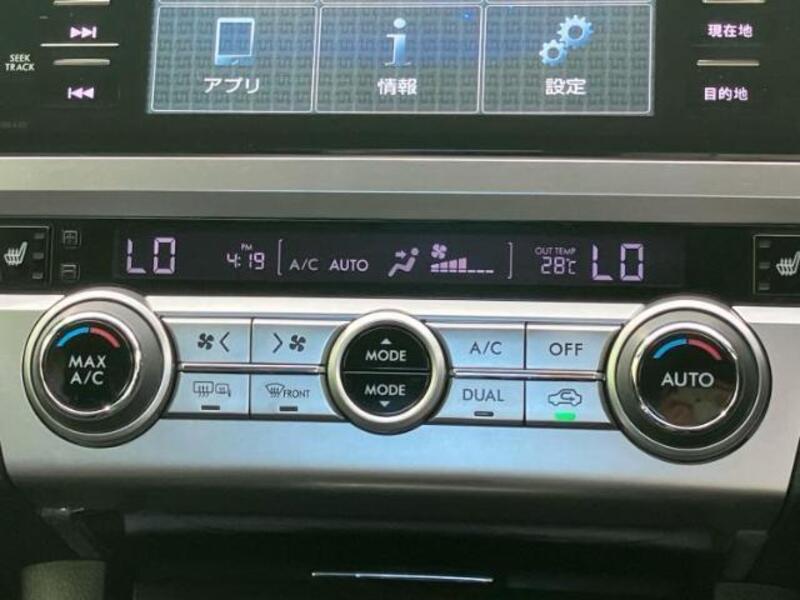 アプリ
情報
設定
SEEK
TRACK
現在地
目的地
LO
PM
4:19
A/C AUTO
OUT TEMP
28℃
LO
MAX
A/C
MODE
MODE
A/C
OFF
FRONT
DUAL
AUTO